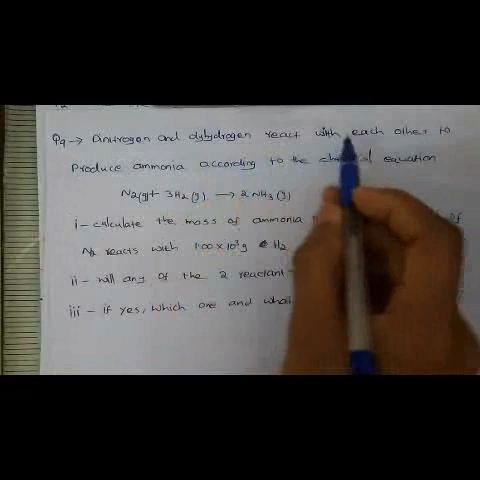 Q9 → Dinitrogen and dihydrogen react with each other to
Produce ammonia according to the equation
N2(g) + 3H2(g) → 2NH3(g)
i - calculate the mass of ammonia of
N2 reacts with 1.00 x 10³g H2
ii - will any of the 2 reactant
iii - if yes, which one and